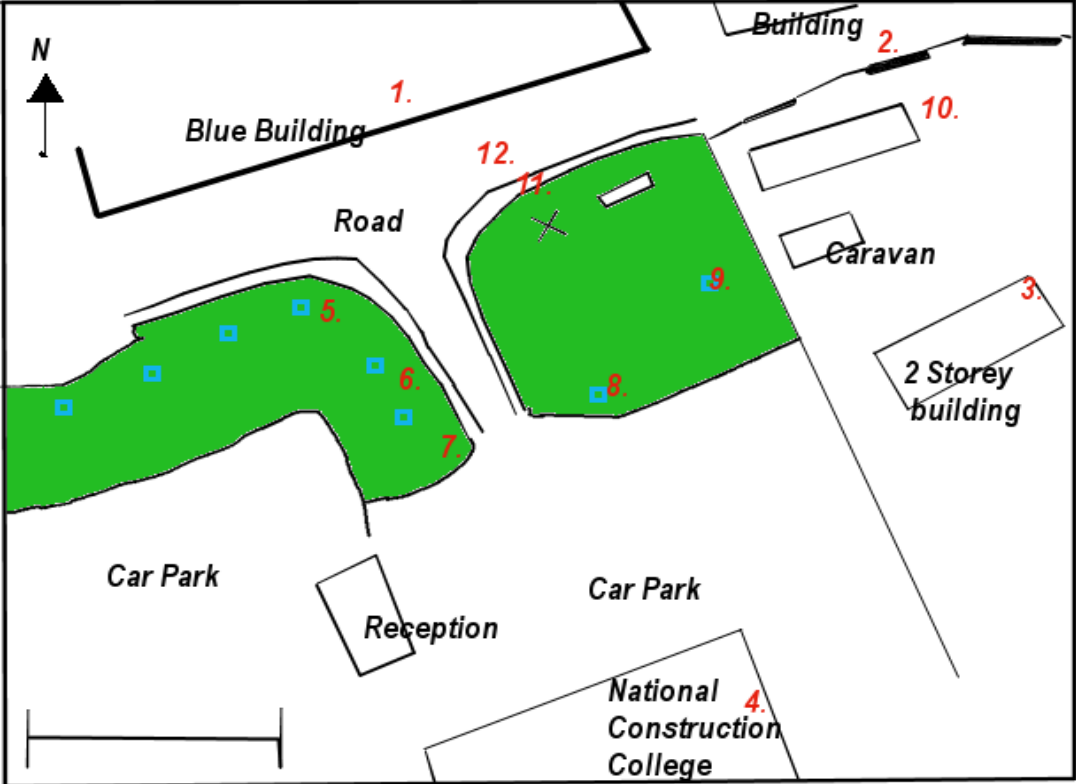 Building
N
2.
1.
10.
Blue Building
12.
11.
Road
Caravan
9.
3.
5.
6.
8.
2 Storey
building
7.
Car Park
Car Park
Reception
National
Construction
College
4.